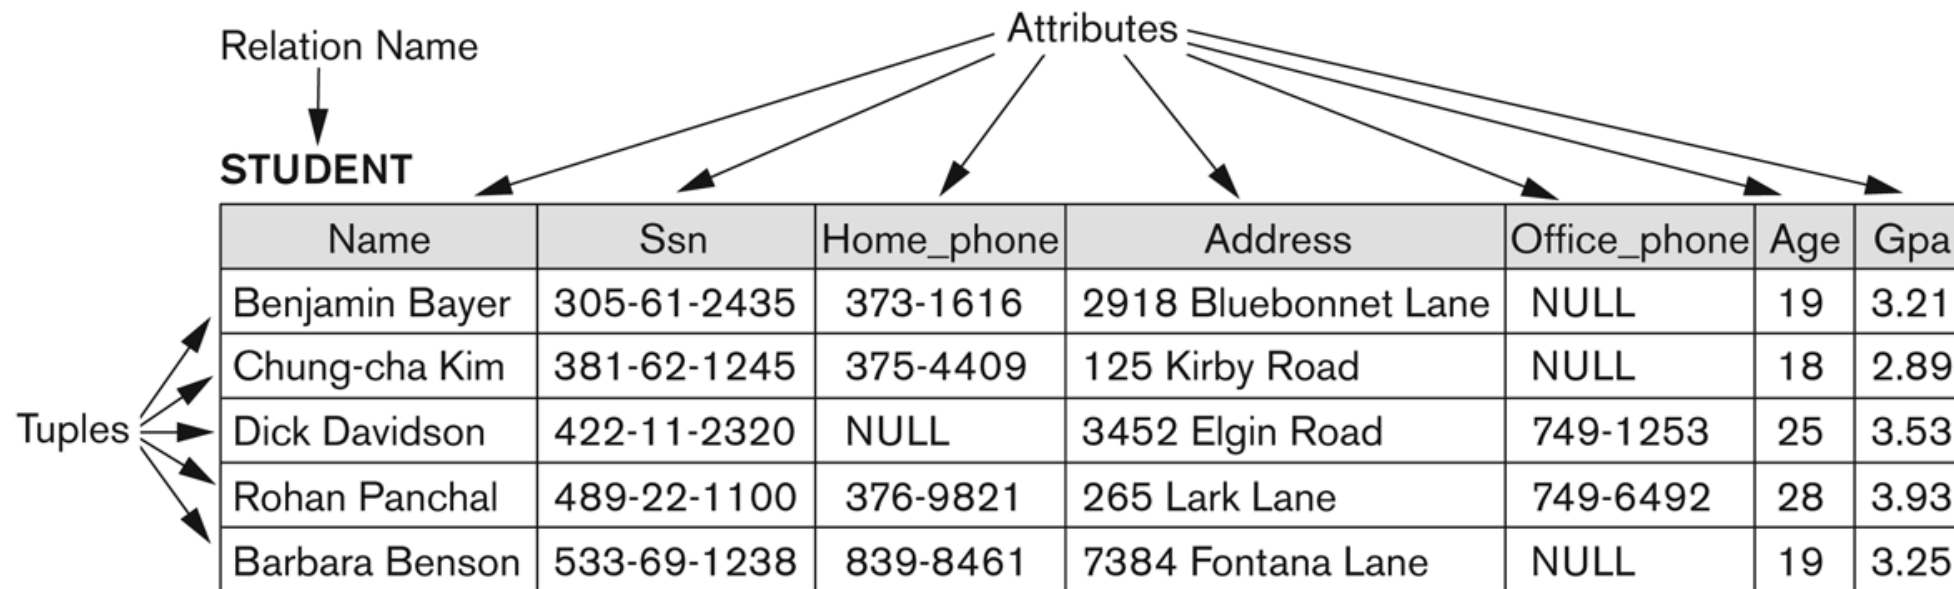 Attributes
Relation Name
STUDENT
Name Ssn Home_phone Address Office_phone Age Gpa
Benjamin Bayer 305-61-2435 373-1616 2918 Bluebonnet Lane NULL 19 3.21
Chung-cha Kim 381-62-1245 375-4409 125 Kirby Road NULL 18 2.89
Tuples Dick Davidson 422-11-2320 NULL 3452 Elgin Road 749-1253 25 3.53
Rohan Panchal 489-22-1100 376-9821 265 Lark Lane 749-6492 28 3.93
Barbara Benson 533-69-1238 839-8461 7384 Fontana Lane NULL 19 3.25